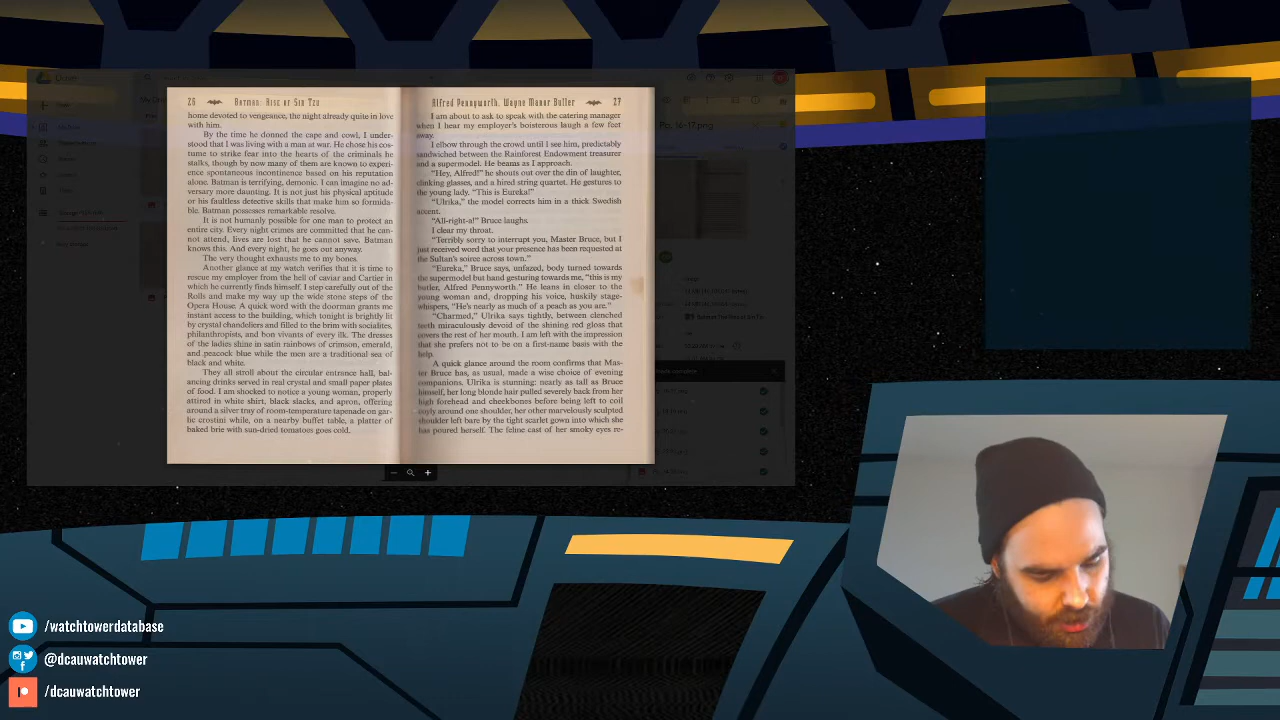 26 Batman: Rise of Sin Tzu
home devoted to vengeance, the night already quite in love
with him.
By the time he donned the cape and cowl, I under-
stood that I was living with a man at war. He chose his cos-
tume to strike fear into the hearts of the criminals he
stalks, though by now many of them are known to experi-
ence spontaneous incontinence based on his reputation
alone. Batman is terrifying, demonic. I can imagine no ad-
versary more daunting. It is not just his physical aptitude
or his faultless detective skills that make him so formida-
ble. Batman possesses remarkable resolve.
It is not humanly possible for one man to protect an
entire city. Every night crimes are committed that he can-
not attend, lives are lost that he cannot save. Batman
knows this. And every night, he goes out anyway.
The very thought exhausts me to my bones.
Another glance at my watch verifies that it is time to
rescue my employer from the hell of caviar and Cartier in
which he currently finds himself. I step carefully out of the
Rolls and make my way up the wide stone steps of the
Opera House. A quick word with the doorman grants me
instant access to the building, which tonight is brightly lit
by crystal chandeliers and filled to the brim with socialites,
philanthropists, and bon vivants of every ilk. The dresses
of the ladies shine in satin rainbows of crimson, emerald,
and peacock blue while the men are a traditional sea of
black and white.
They all stroll about the circular entrance hall, bal-
ancing drinks served in real crystal and small paper plates
of food. I am shocked to notice a young woman, properly
attired in white shirt, black slacks, and apron, offering
around a silver tray of room-temperature tapenade on gar-
lic crostini while, on a nearby buffet table, a platter of
baked brie with sun-dried tomatoes goes cold.
Alfred Pennyworth, Wayne Manor Butler 27
I am about to ask to speak with the catering manager
when I hear my employer's boisterous laugh a few feet
away.
I elbow through the crowd until I see him, predictably
sandwiched between the Rainforest Endowment treasurer
and a supermodel. He beams as I approach.
"Hey, Alfred!" he shouts out over the din of laughter,
clinking glasses, and a hired string quartet. He gestures to
the young lady. "This is Eureka!"
"Ulrika," the model corrects him in a thick Swedish
accent.
"All-right-a!" Bruce laughs.
I clear my throat.
"Terribly sorry to interrupt you, Master Bruce, but I
just received word that your presence has been requested at
the Sultan's soiree across town."
"Eureka," Bruce says, unfazed, body turned towards
the supermodel but hand gesturing towards me, "this is my
butler, Alfred Pennyworth." He leans in closer to the
young woman and, dropping his voice, huskily stage-
whispers, "He's nearly as much of a peach as you are."
"Charmed," Ulrika says tightly, between clenched
teeth miraculously devoid of the shining red gloss that
covers the rest of her mouth. I am left with the impression
that she prefers not to be on a first-name basis with the
help.
A quick glance around the room confirms that Mas-
ter Bruce has, as usual, made a wise choice of evening
companions. Ulrika is stunning: nearly as tall as Bruce
himself, her long blonde hair pulled severely back from her
high forehead and cheekbones before being left to coil
coyly around one shoulder, her other marvelously sculpted
shoulder left bare by the tight scarlet gown into which she
has poured herself. The feline cast of her smoky eyes re-
/watchtowerdatabase
@dcauwatchtower
/dcauwatchtower